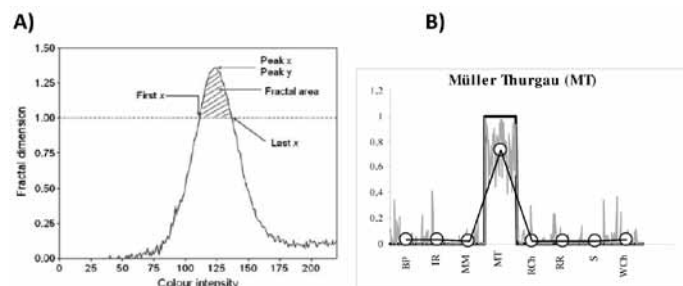 A)
Fractal dimension
1.50
1.25
1.00
0.75
0.50
0.25
0.00
Peak x
Peak y
Fractal area
First x
Last x
0
25
50
75
100
125
150
175
200
Colour intensity
B)
Müller Thurgau (MT)
1,2
1
0,8
0,6
0,4
0,2
0
BP
IR
MM
MT
RCh
RR
S
WCh